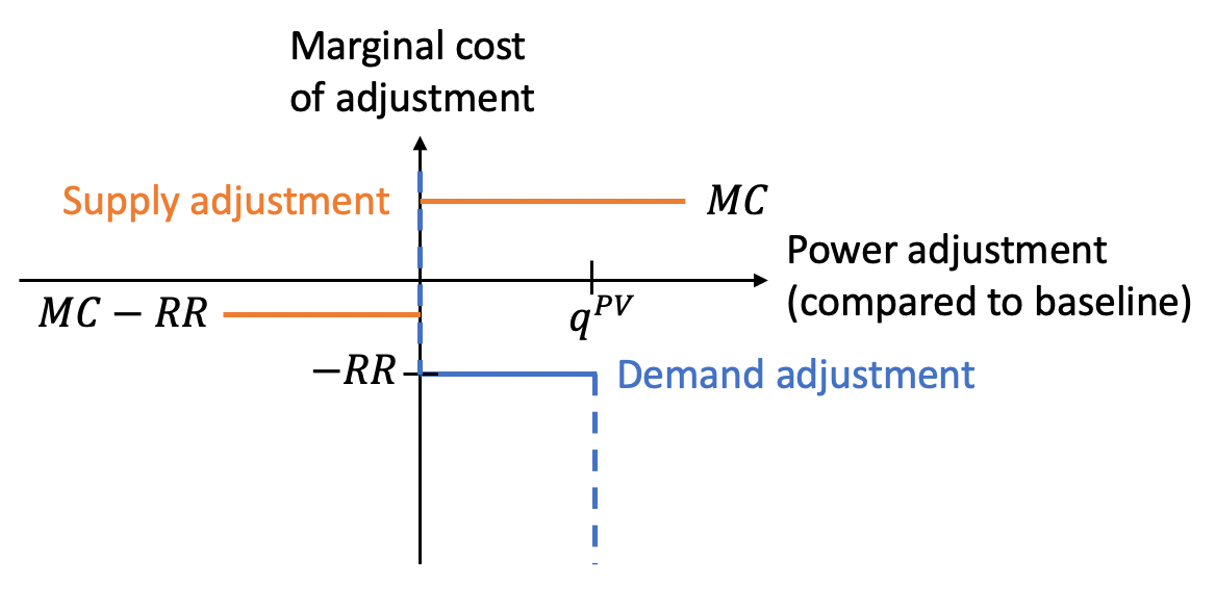 Marginal cost
of adjustment
Supply adjustment
MC
Power adjustment
(compared to baseline)
MC − RR
q^{PV}
−RR
Demand adjustment